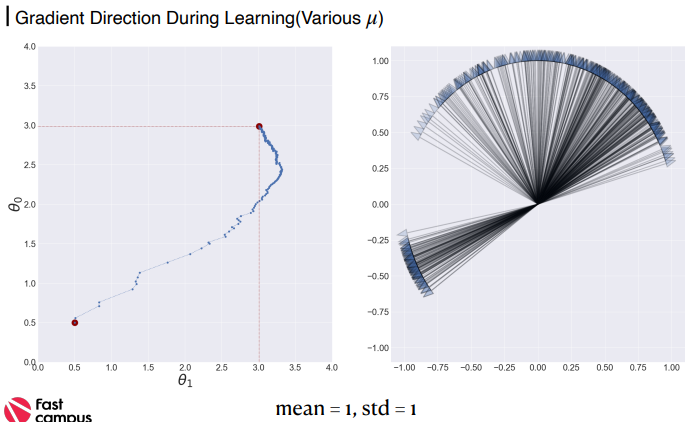 Gradient Direction During Learning(Various μ)
4.0
3.5
3.0
2.5
2.0
1.5
1.0
0.5
0.0
θ₀
0.0 0.5 1.0 1.5 2.0 2.5 3.0 3.5 4.0
θ₁
1.00
0.75
0.50
0.25
0.00
−0.25
−0.50
−0.75
−1.00
−1.00 −0.75 −0.50 −0.25 0.00 0.25 0.50 0.75 1.00
mean = 1, std = 1
Fast
campus